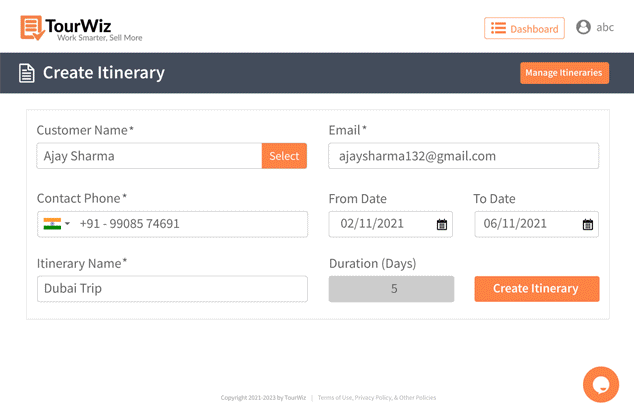 TourWiz
Work Smarter, Sell More
Dashboard
abc
Create Itinerary
Manage Itineraries
Customer Name*
Email*
Ajay Sharma
Select
ajaysharma132@gmail.com
Contact Phone*
From Date
To Date
+91 - 99085 74691
02/11/2021
06/11/2021
Itinerary Name*
Duration (Days)
Dubai Trip
5
Create Itinerary
Copyright 2021-2023 by TourWiz | Terms of Use, Privacy Policy, & Other Policies